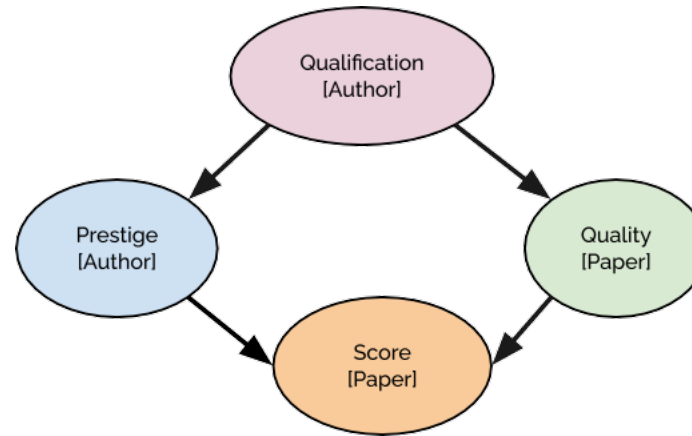 Qualification
[Author]
Prestige
[Author]
Quality
[Paper]
Score
[Paper]